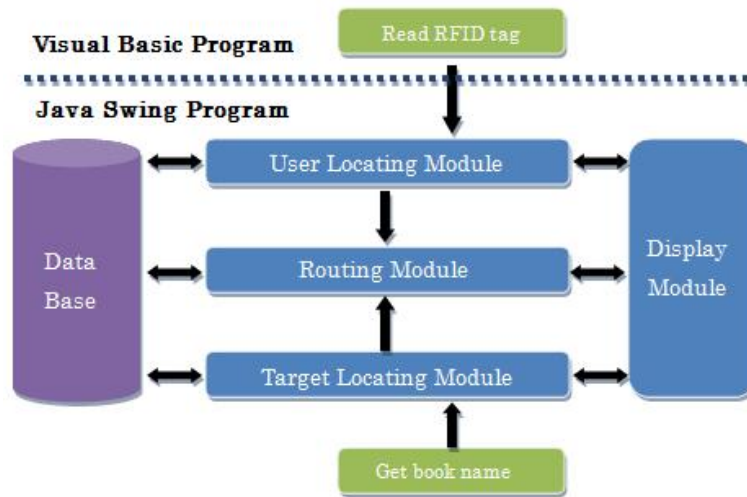 Visual Basic Program
Read RFID tag
Java Swing Program
User Locating Module
Data
Base
Routing Module
Display
Module
Target Locating Module
Get book name